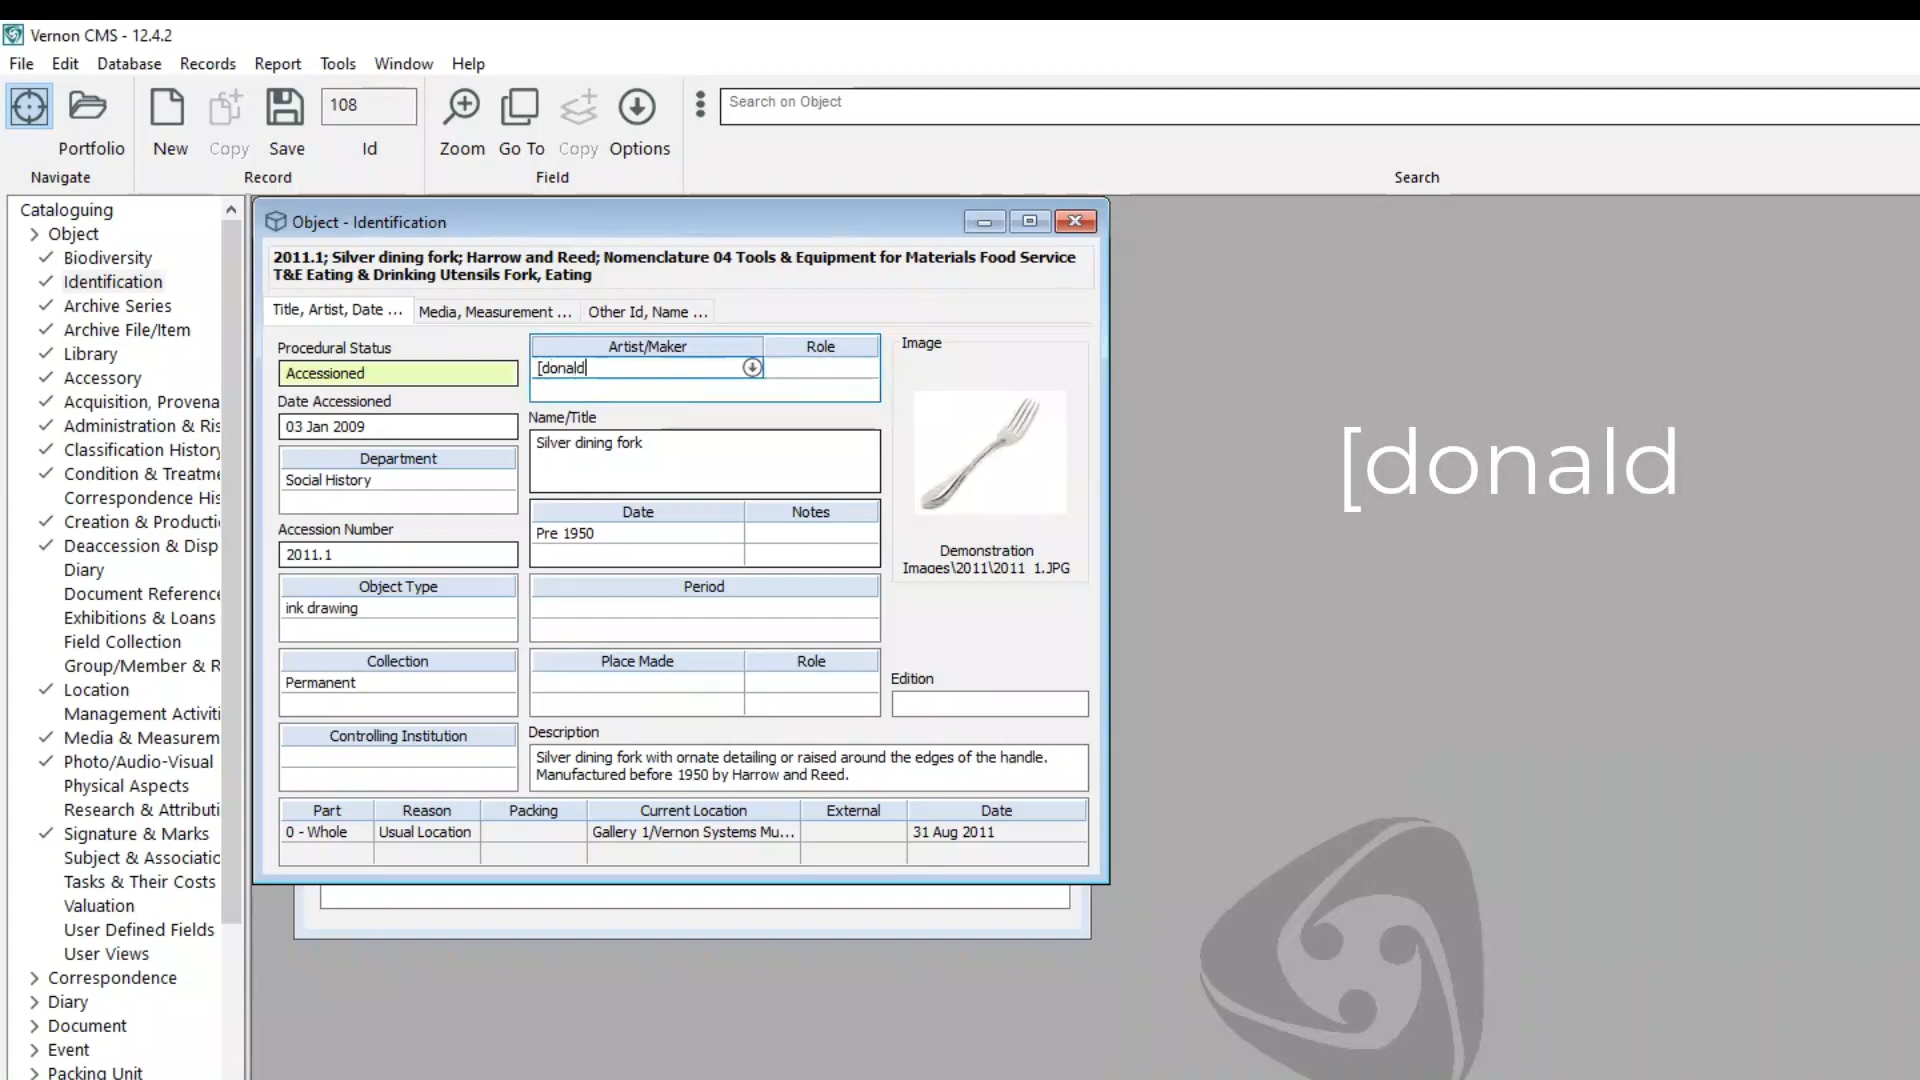 Vernon CMS - 12.4.2
File Edit Database Records Report Tools Window Help
108
Search on Object
Portfolio New Copy Save Id Zoom Go To Copy Options
Navigate Record Field Search
Cataloguing
Object
Biodiversity
Identification
Archive Series
Archive File/Item
Library
Accessory
Acquisition, Provena
Administration & Ris
Classification History
Condition & Treatme
Correspondence His
Creation & Producti
Deaccession & Disp
Diary
Document Reference
Exhibitions & Loans
Field Collection
Group/Member & R
Location
Management Activiti
Media & Measurem
Photo/Audio-Visual
Physical Aspects
Research & Attributi
Signature & Marks
Subject & Associatio
Tasks & Their Costs
Valuation
User Defined Fields
User Views
Correspondence
Diary
Document
Event
Packing Unit
Object - Identification
2011.1; Silver dining fork; Harrow and Reed; Nomenclature 04 Tools & Equipment for Materials Food Service
T&E Eating & Drinking Utensils Fork, Eating
Title, Artist, Date ... Media, Measurement ... Other Id, Name ...
Procedural Status
Accessioned
Date Accessioned
03 Jan 2009
Department
Social History
Accession Number
2011.1
Object Type
ink drawing
Collection
Permanent
Controlling Institution
Artist/Maker Role
[donald
Name/Title
Silver dining fork
Date Notes
Pre 1950
Period
Place Made Role
Description
Silver dining fork with ornate detailing or raised around the edges of the handle.
Manufactured before 1950 by Harrow and Reed.
Image
Demonstration
Images\2011\2011_1.JPG
Edition
Part Reason Packing Current Location External Date
0 - Whole Usual Location Gallery 1/Vernon Systems Mu... 31 Aug 2011
[donald